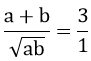 (a + b)/√(ab) = 3/1